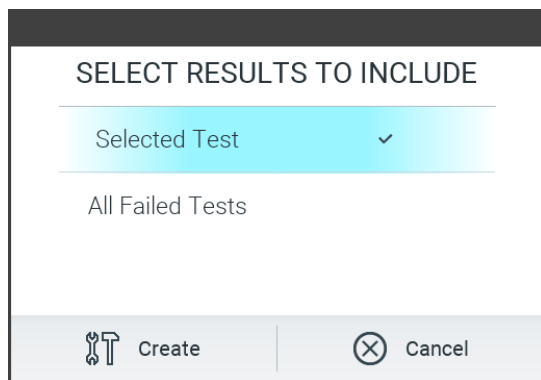 SELECT RESULTS TO INCLUDE
Selected Test
All Failed Tests
Create Cancel